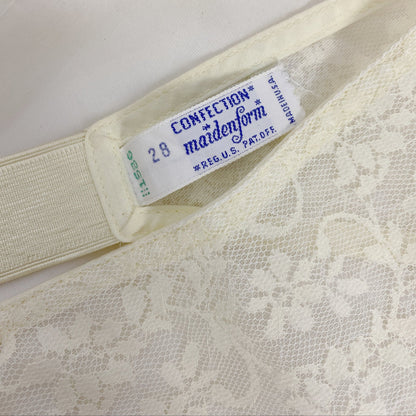 CONFECTION
*maidenform*
*REG. U.S. PAT. OFF.
MADE IN U.S.A.
28